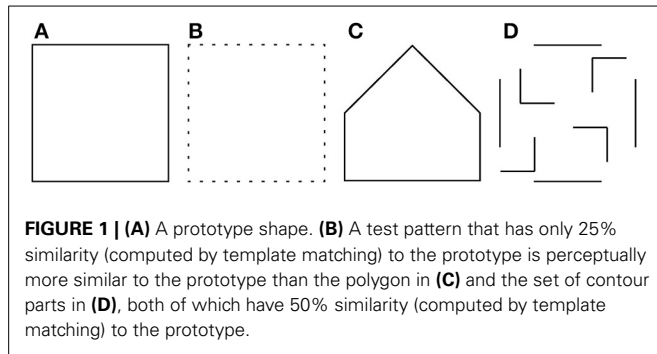 A B C D
FIGURE 1 | (A) A prototype shape. (B) A test pattern that has only 25%
similarity (computed by template matching) to the prototype is perceptually
more similar to the prototype than the polygon in (C) and the set of contour
parts in (D), both of which have 50% similarity (computed by template
matching) to the prototype.